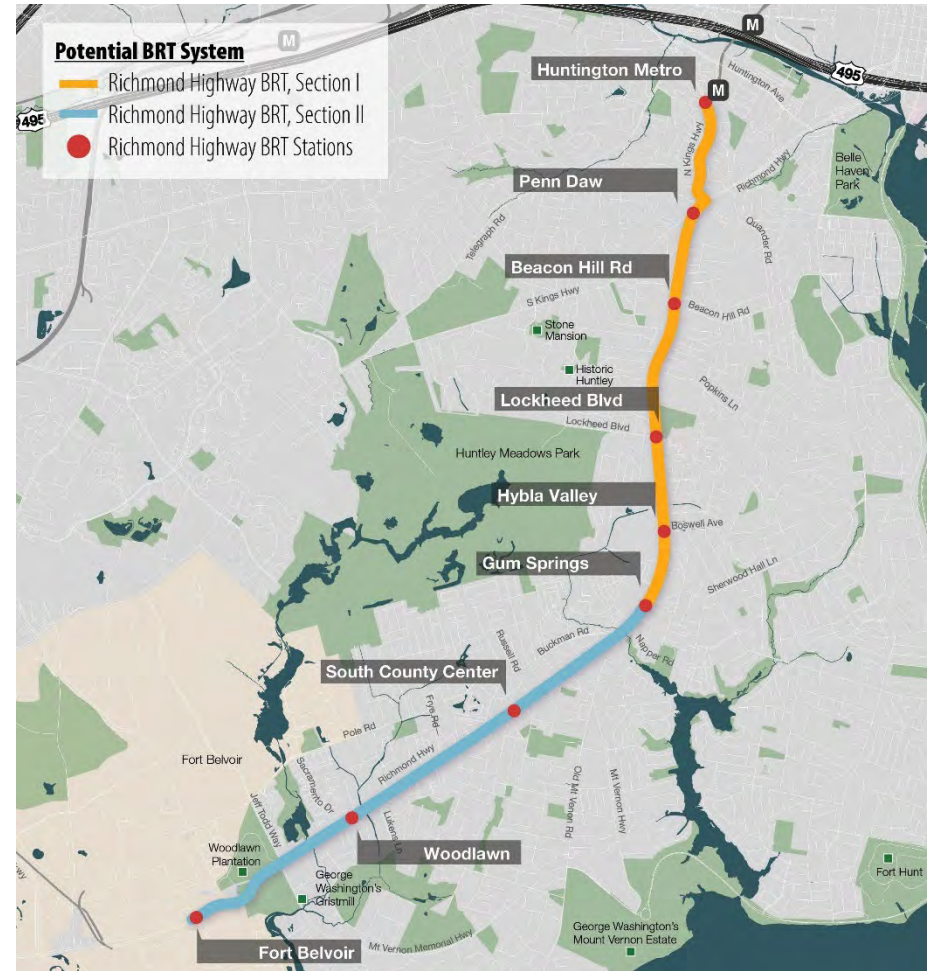 Potential BRT System
Richmond Highway BRT, Section I
Richmond Highway BRT, Section II
Richmond Highway BRT Stations
M
M
M
495
495
Huntington Metro
Huntington Ave
N Kings Hwy
Richmond Hwy
Belle
Haven
Park
Penn Daw
Telegraph Rd
Quander
Rd
Beacon Hill Rd
S Kings Hwy
Beacon Hill Rd
Stone
Mansion
Historic
Huntley
Popkins Ln
Lockheed Blvd
Lockheed Blvd
Huntley Meadows Park
Hybla Valley
Boswell Ave
Gum Springs
Sherwood Hall Ln
Buckman Rd
Russell Rd
Napper Rd
South County Center
Frye Rd
Pole Rd
Fort Belvoir
Richmond Hwy
Sacramento Dr
Old Mt Vernon Rd
Mt Vernon Hwy
Jeff Todd Way
Lukens Ln
Woodlawn
Woodlawn
Plantation
George
Washington's
Gristmill
Fort Hunt
Hwy
Fort Belvoir
Mt Vernon Memorial Hwy
George Washington's
Mount Vernon Estate